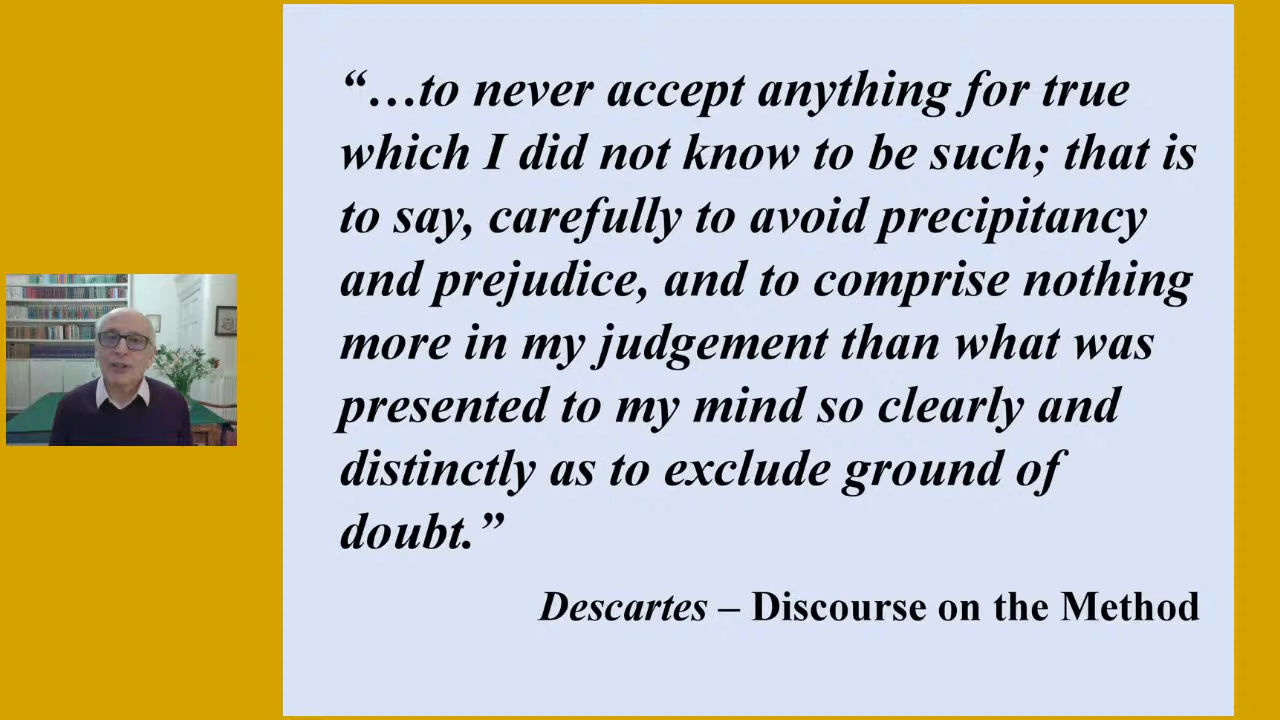 “…to never accept anything for true
which I did not know to be such; that is
to say, carefully to avoid precipitancy
and prejudice, and to comprise nothing
more in my judgement than what was
presented to my mind so clearly and
distinctly as to exclude ground of
doubt.”
Descartes – Discourse on the Method